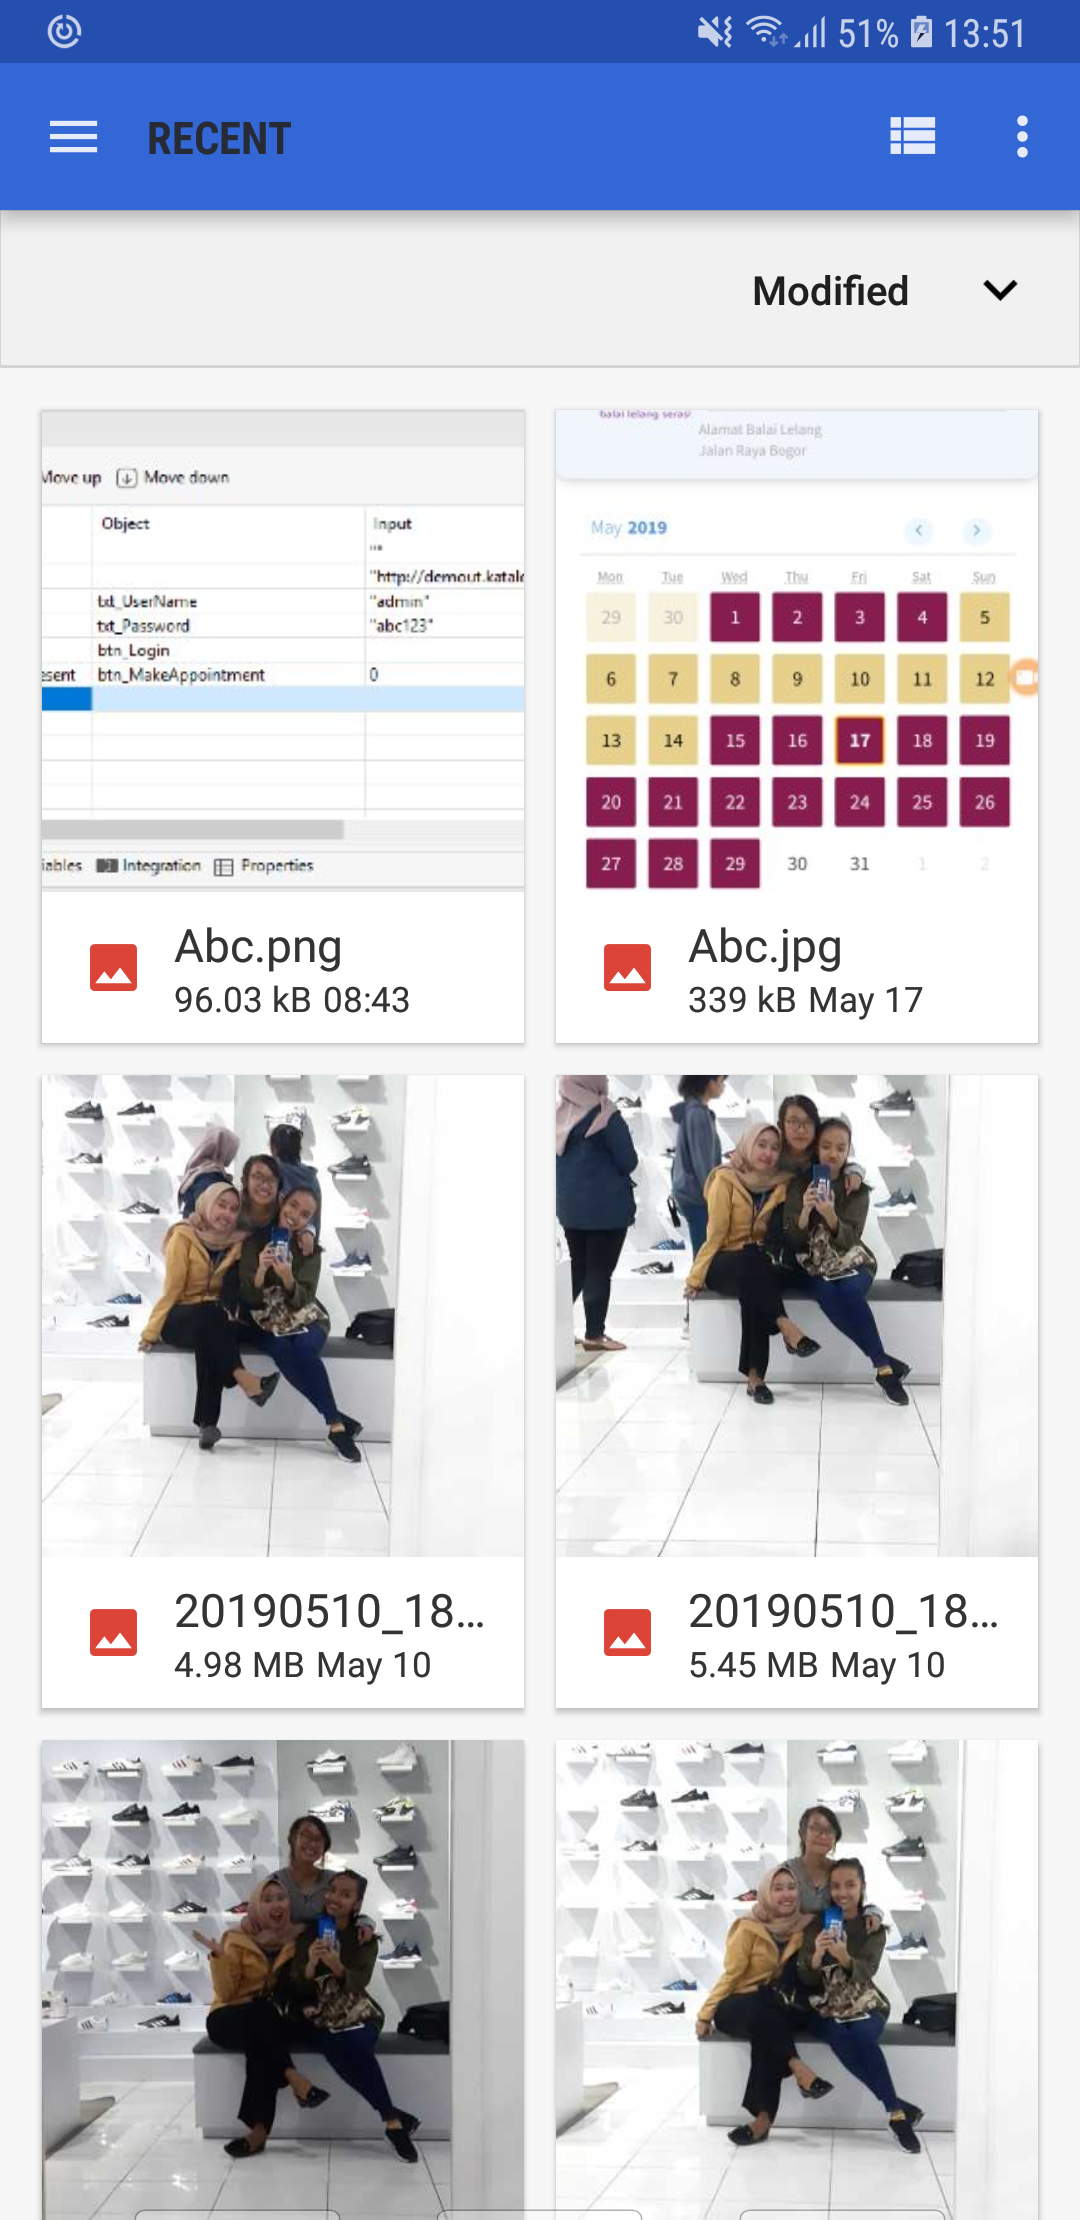 51% 13:51
RECENT
Modified
Move up Move down
Object Input
"http://demout.katal
txt_UserName "admin"
txt_Password "abc123"
btn_Login
esent btn_MakeAppointment 0
iables Integration Properties
Abc.png
96.03 kB 08:43
balai lelang serasi
Alamat Balai Lelang
Jalan Raya Bogor
May 2019
Mon Tue Wed Thu Fri Sat Sun
29 30 1 2 3 4 5
6 7 8 9 10 11 12
13 14 15 16 17 18 19
20 21 22 23 24 25 26
27 28 29 30 31 1 2
Abc.jpg
339 kB May 17
20190510_18...
4.98 MB May 10
20190510_18...
5.45 MB May 10